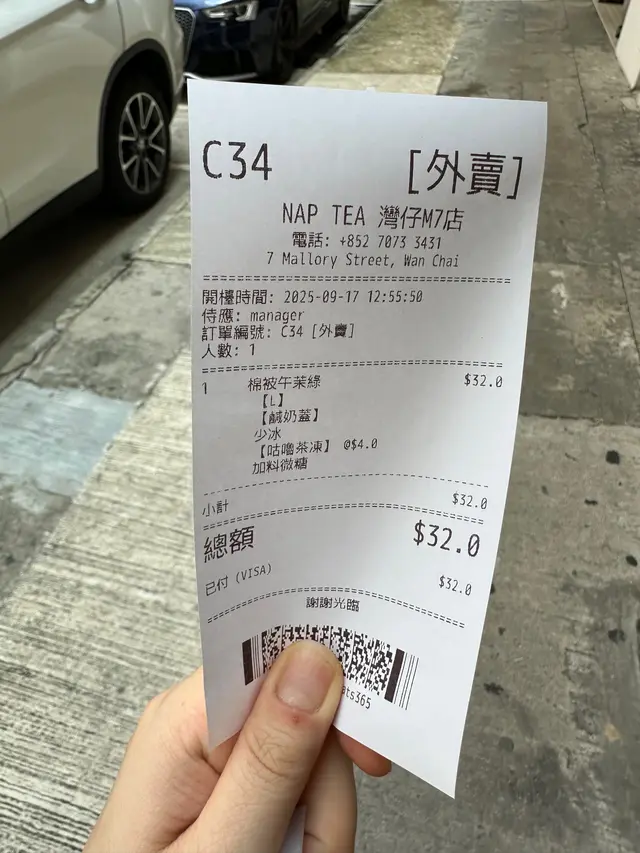 C34 [外賣]
NAP TEA 灣仔M7店
電話: +852 7073 3431
7 Mallory Street, Wan Chai
開檯時間: 2025-09-17 12:55:50
侍應: manager
訂單編號: C34 [外賣]
人數: 1
1 棉被午茉綠 $32.0
【L】
【鹹奶蓋】
少冰
【咕嚕茶凍】 @$4.0
加料微糖
小計 $32.0
總額 $32.0
已付 (VISA) $32.0
謝謝光臨
ats365